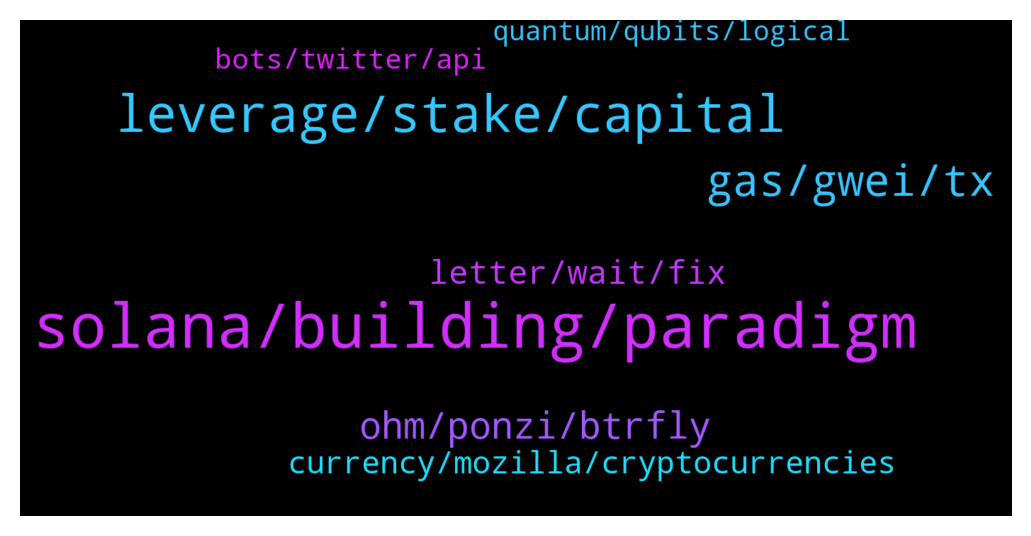 quantum/qubits/logical
bots/twitter/api
leverage/stake/capital
gas/gwei/tx
letter/wait/fix
solana/building/paradigm
ohm/ponzi/btrfly
currency/mozilla/cryptocurrencies